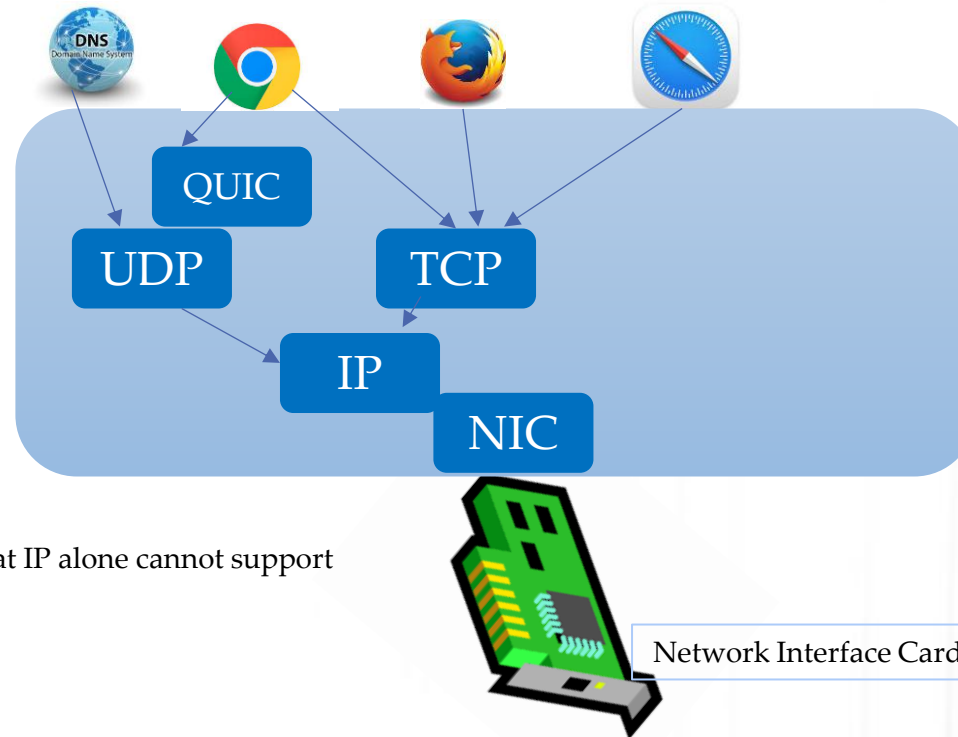 DNS
Domain Name System
QUIC
UDP
TCP
IP
NIC
at IP alone cannot support
Network Interface Card